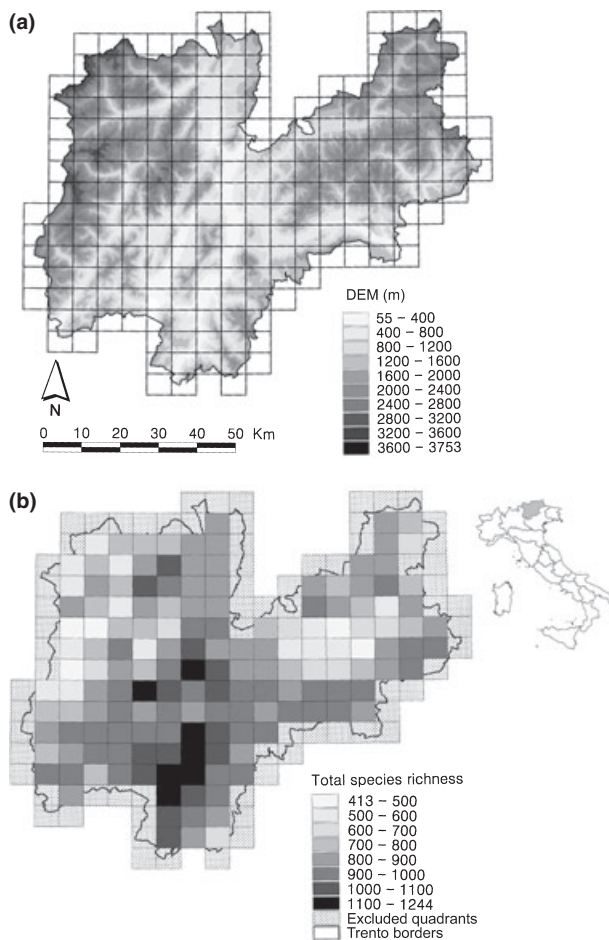 (a)
DEM (m)
55 – 400
400 – 800
800 – 1200
1200 – 1600
1600 – 2000
2000 – 2400
2400 – 2800
2800 – 3200
3200 – 3600
3600 – 3753
N
0 10 20 30 40 50 Km
(b)
Total species richness
413 – 500
500 – 600
600 – 700
700 – 800
800 – 900
900 – 1000
1000 – 1100
1100 – 1244
Excluded quadrants
Trento borders